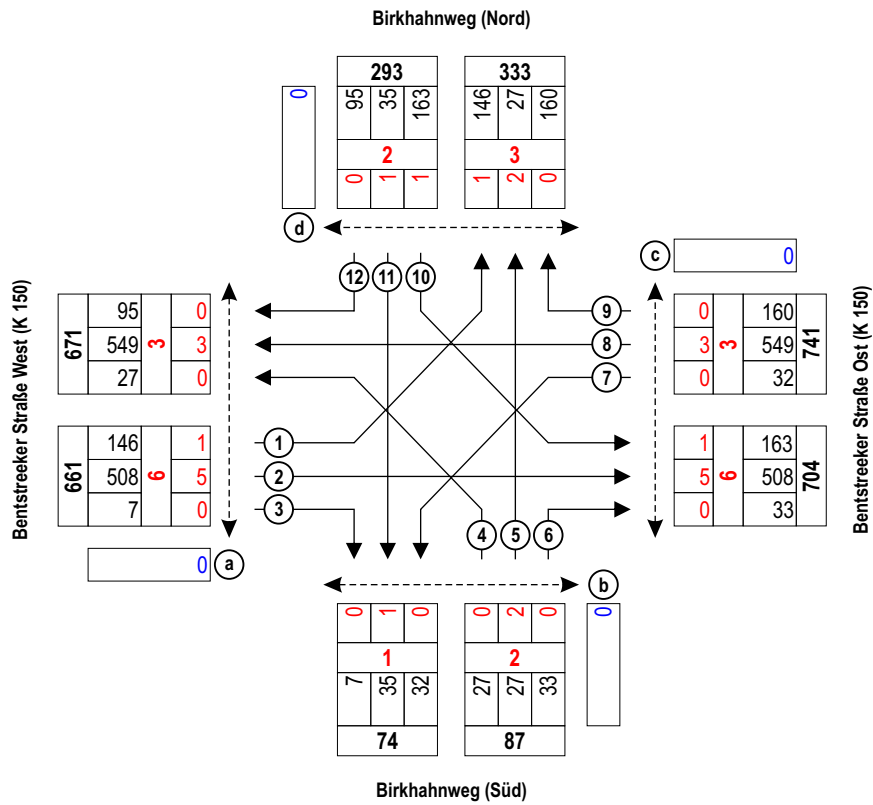 Birkhahnweg (Nord)
293 333
95 35 163 146 27 160
0
2 3
0 1 1 1 2 0
d
c 0
12 11 10
Bentstreeker Straße West (K 150)
671
95 0
549 3 3
27 0
9
8
7
0 160
3 3 549
0 32
741
Bentstreeker Straße Ost (K 150)
661
146 1
508 6 5
7 0
1
2
3
1 163
5 6 508
0 33
704
4 5 6
0 a
b
0 1 0 0 2 0
0
1 2
7 35 32 27 27 33
74 87
Birkhahnweg (Süd)